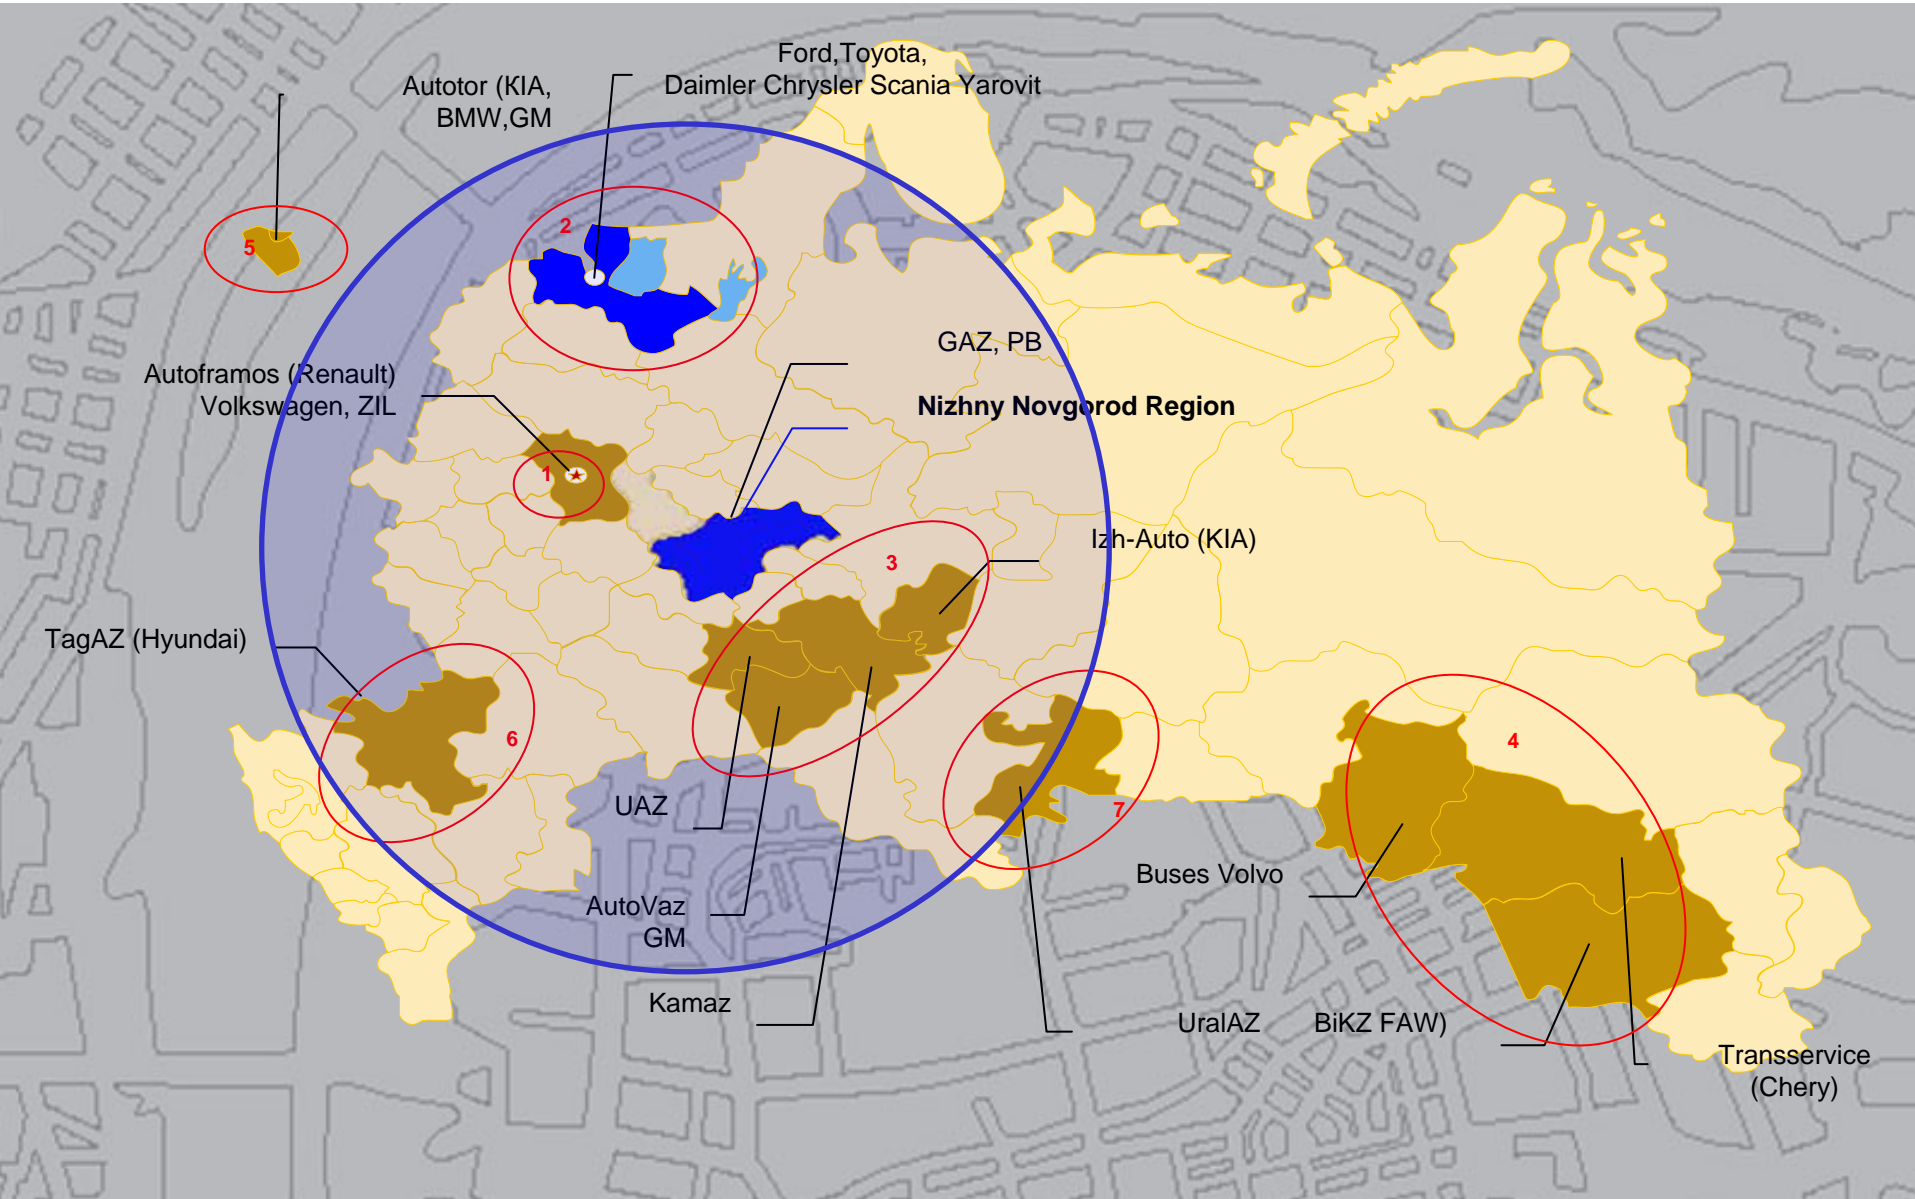 Ford,Toyota,
Daimler Chrysler Scania Yarovit
Autotor (KIA,
BMW,GM
2
5
GAZ, PB
Autoframos (Renault)
Volkswagen, ZIL
Nizhny Novgorod Region
1
Izh-Auto (KIA)
3
TagAZ (Hyundai)
6
4
UAZ
7
Buses Volvo
AutoVaz
GM
Kamaz
UralAZ
BiKZ FAW)
Transservice
(Chery)